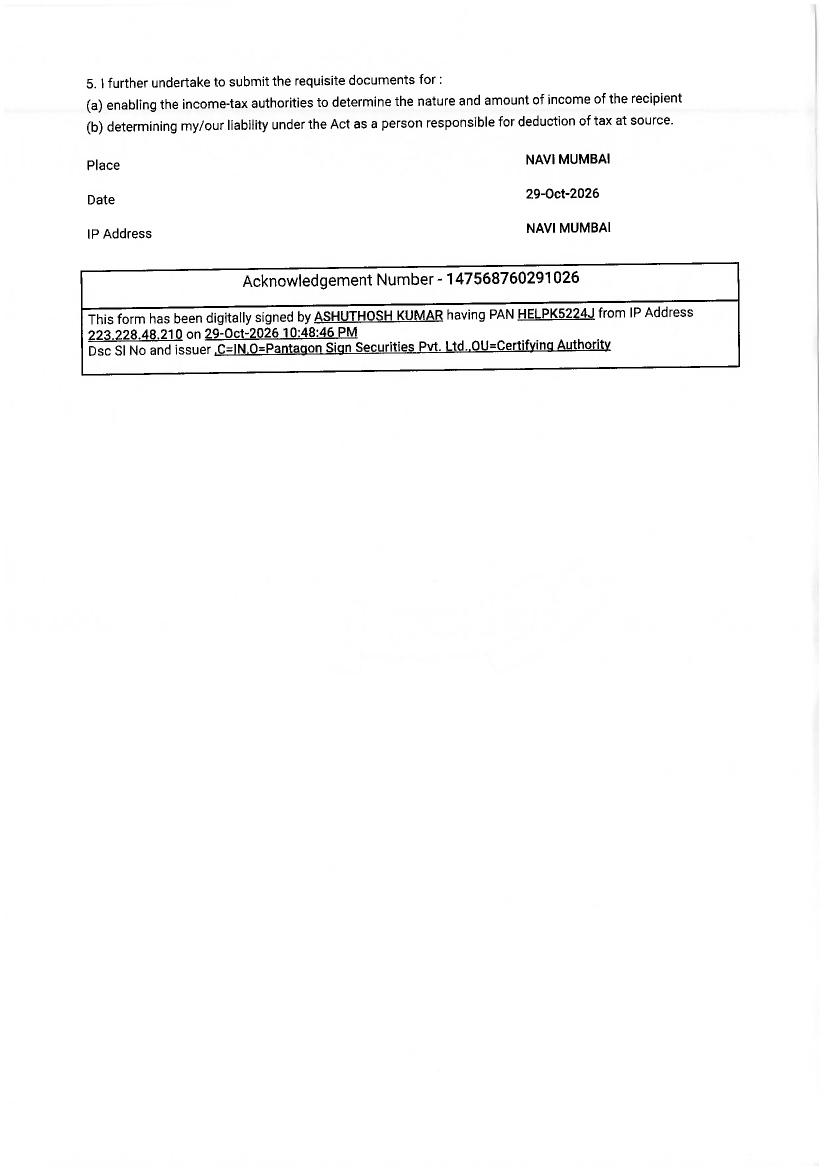 5. I further undertake to submit the requisite documents for :
(a) enabling the income-tax authorities to determine the nature and amount of income of the recipient
(b) determining my/our liability under the Act as a person responsible for deduction of tax at source.
Place NAVI MUMBAI
Date 29-Oct-2026
IP Address NAVI MUMBAI
Acknowledgement Number - 147568760291026
This form has been digitally signed by ASHUTHOSH KUMAR having PAN HELPK5224J from IP Address
223.228.48.210 on 29-Oct-2026 10:48:46 PM
Dsc Sl No and issuer ,C=IN,O=Pantagon Sign Securities Pvt. Ltd.,OU=Certifying Authority